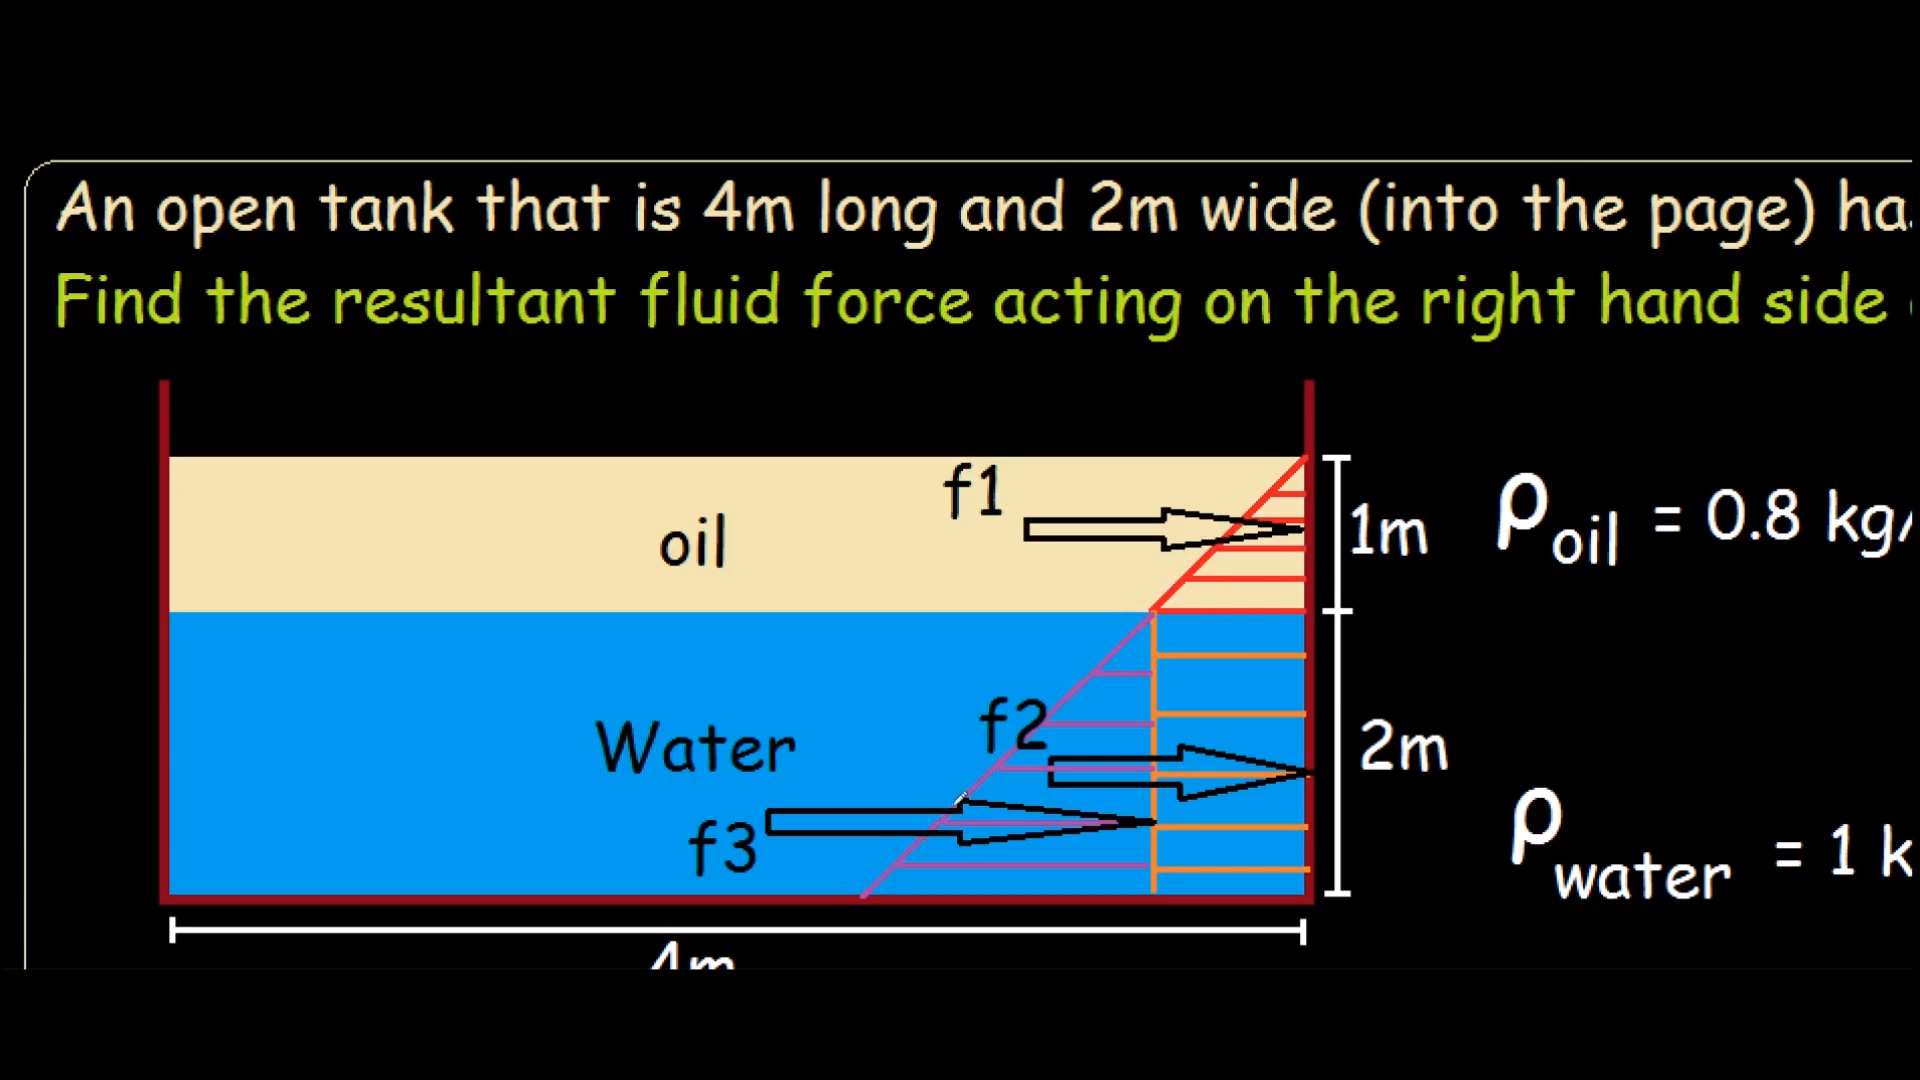 An open tank that is 4m long and 2m wide (into the page)
Find the resultant fluid force acting on the right hand side
f1
oil
1m
ρoil = 0.8 kg/
f2
Water
2m
f3
ρwater = 1 k
4m